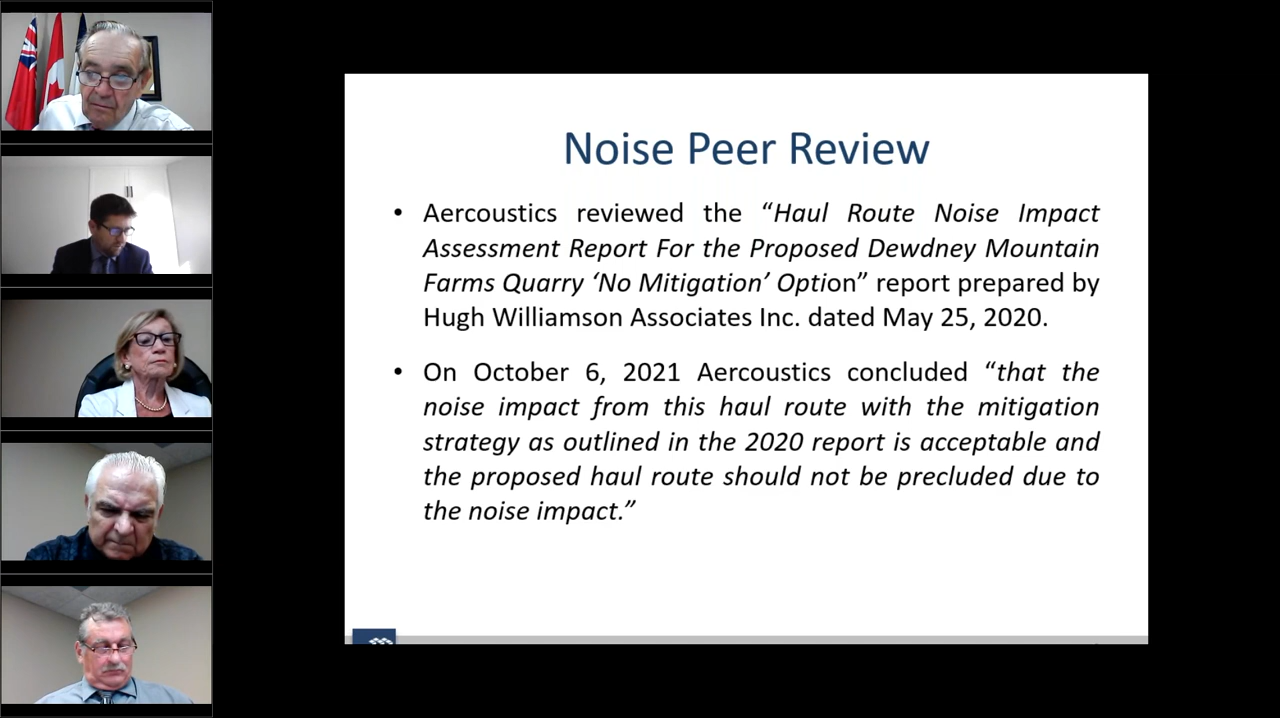 Noise Peer Review
• Aercoustics reviewed the “Haul Route Noise Impact
Assessment Report For the Proposed Dewdney Mountain
Farms Quarry ‘No Mitigation’ Option” report prepared by
Hugh Williamson Associates Inc. dated May 25, 2020.
• On October 6, 2021 Aercoustics concluded “that the
noise impact from this haul route with the mitigation
strategy as outlined in the 2020 report is acceptable and
the proposed haul route should not be precluded due to
the noise impact.”